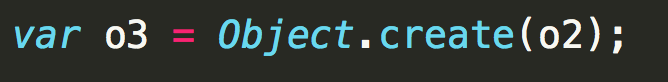 var o3 = Object.create(o2);